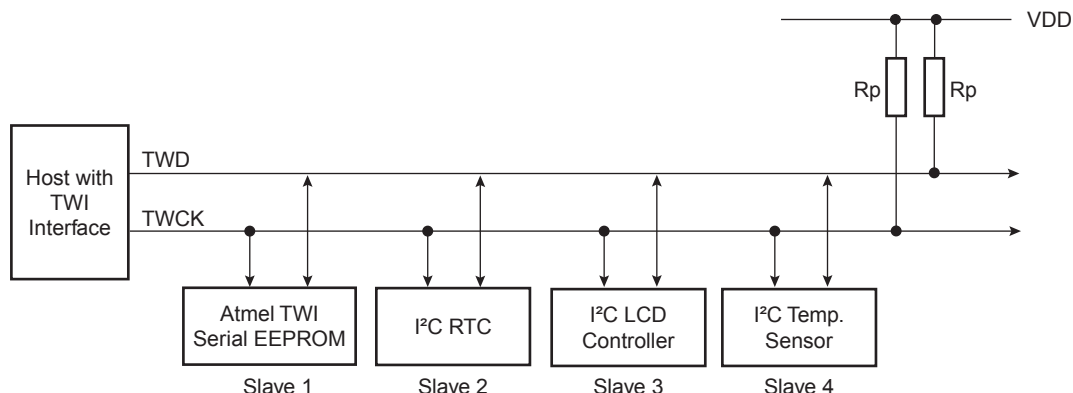 VDD
Rp Rp
Host with
TWI
Interface
TWD
TWCK
Atmel TWI
Serial EEPROM
Slave 1
I²C RTC
Slave 2
I²C LCD
Controller
Slave 3
I²C Temp.
Sensor
Slave 4